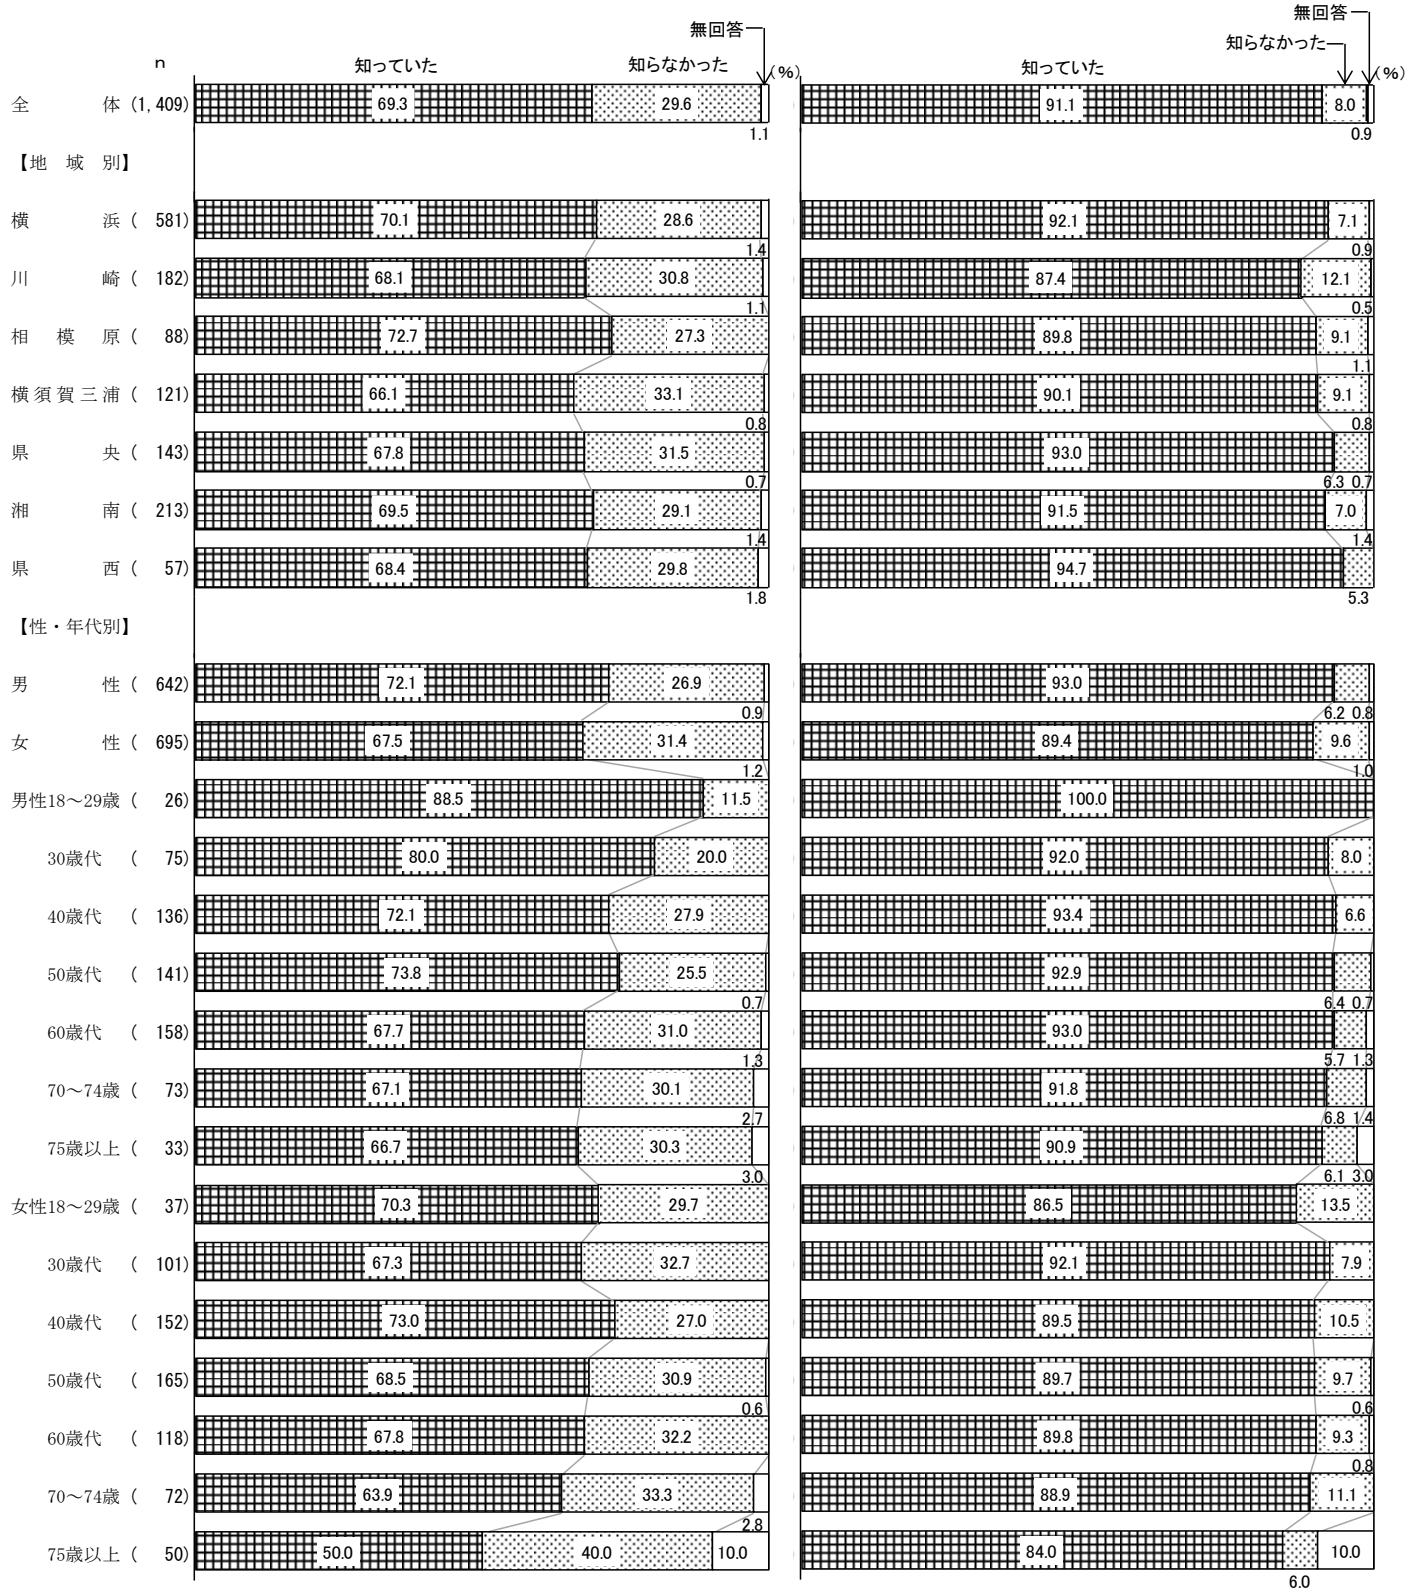 無回答 無回答
知らなかった
n 知っていた 知らなかった (%) 知っていた (%)
全体 (1,409) 69.3 29.6 91.1 8.0
1.1 0.9
【地域別】
横浜 ( 581) 70.1 28.6 92.1 7.1
1.4 0.9
川崎 ( 182) 68.1 30.8 87.4 12.1
1.1 0.5
相模原 ( 88) 72.7 27.3 89.8 9.1
1.1
横須賀三浦 ( 121) 66.1 33.1 90.1 9.1
0.8 0.8
県央 ( 143) 67.8 31.5 93.0
0.7 6.3 0.7
湘南 ( 213) 69.5 29.1 91.5 7.0
1.4 1.4
県西 ( 57) 68.4 29.8 94.7
1.8 5.3
【性・年代別】
男性 ( 642) 72.1 26.9 93.0
0.9 6.2 0.8
女性 ( 695) 67.5 31.4 89.4 9.6
1.2 1.0
男性18～29歳 ( 26) 88.5 11.5 100.0
30歳代 ( 75) 80.0 20.0 92.0 8.0
40歳代 ( 136) 72.1 27.9 93.4 6.6
50歳代 ( 141) 73.8 25.5 92.9
0.7 6.4 0.7
60歳代 ( 158) 67.7 31.0 93.0
1.3 5.7 1.3
70～74歳 ( 73) 67.1 30.1 91.8
2.7 6.8 1.4
75歳以上 ( 33) 66.7 30.3 90.9
3.0 6.1 3.0
女性18～29歳 ( 37) 70.3 29.7 86.5 13.5
30歳代 ( 101) 67.3 32.7 92.1 7.9
40歳代 ( 152) 73.0 27.0 89.5 10.5
50歳代 ( 165) 68.5 30.9 89.7 9.7
0.6 0.6
60歳代 ( 118) 67.8 32.2 89.8 9.3
0.8
70～74歳 ( 72) 63.9 33.3 88.9 11.1
2.8
75歳以上 ( 50) 50.0 40.0 10.0 84.0 10.0
6.0